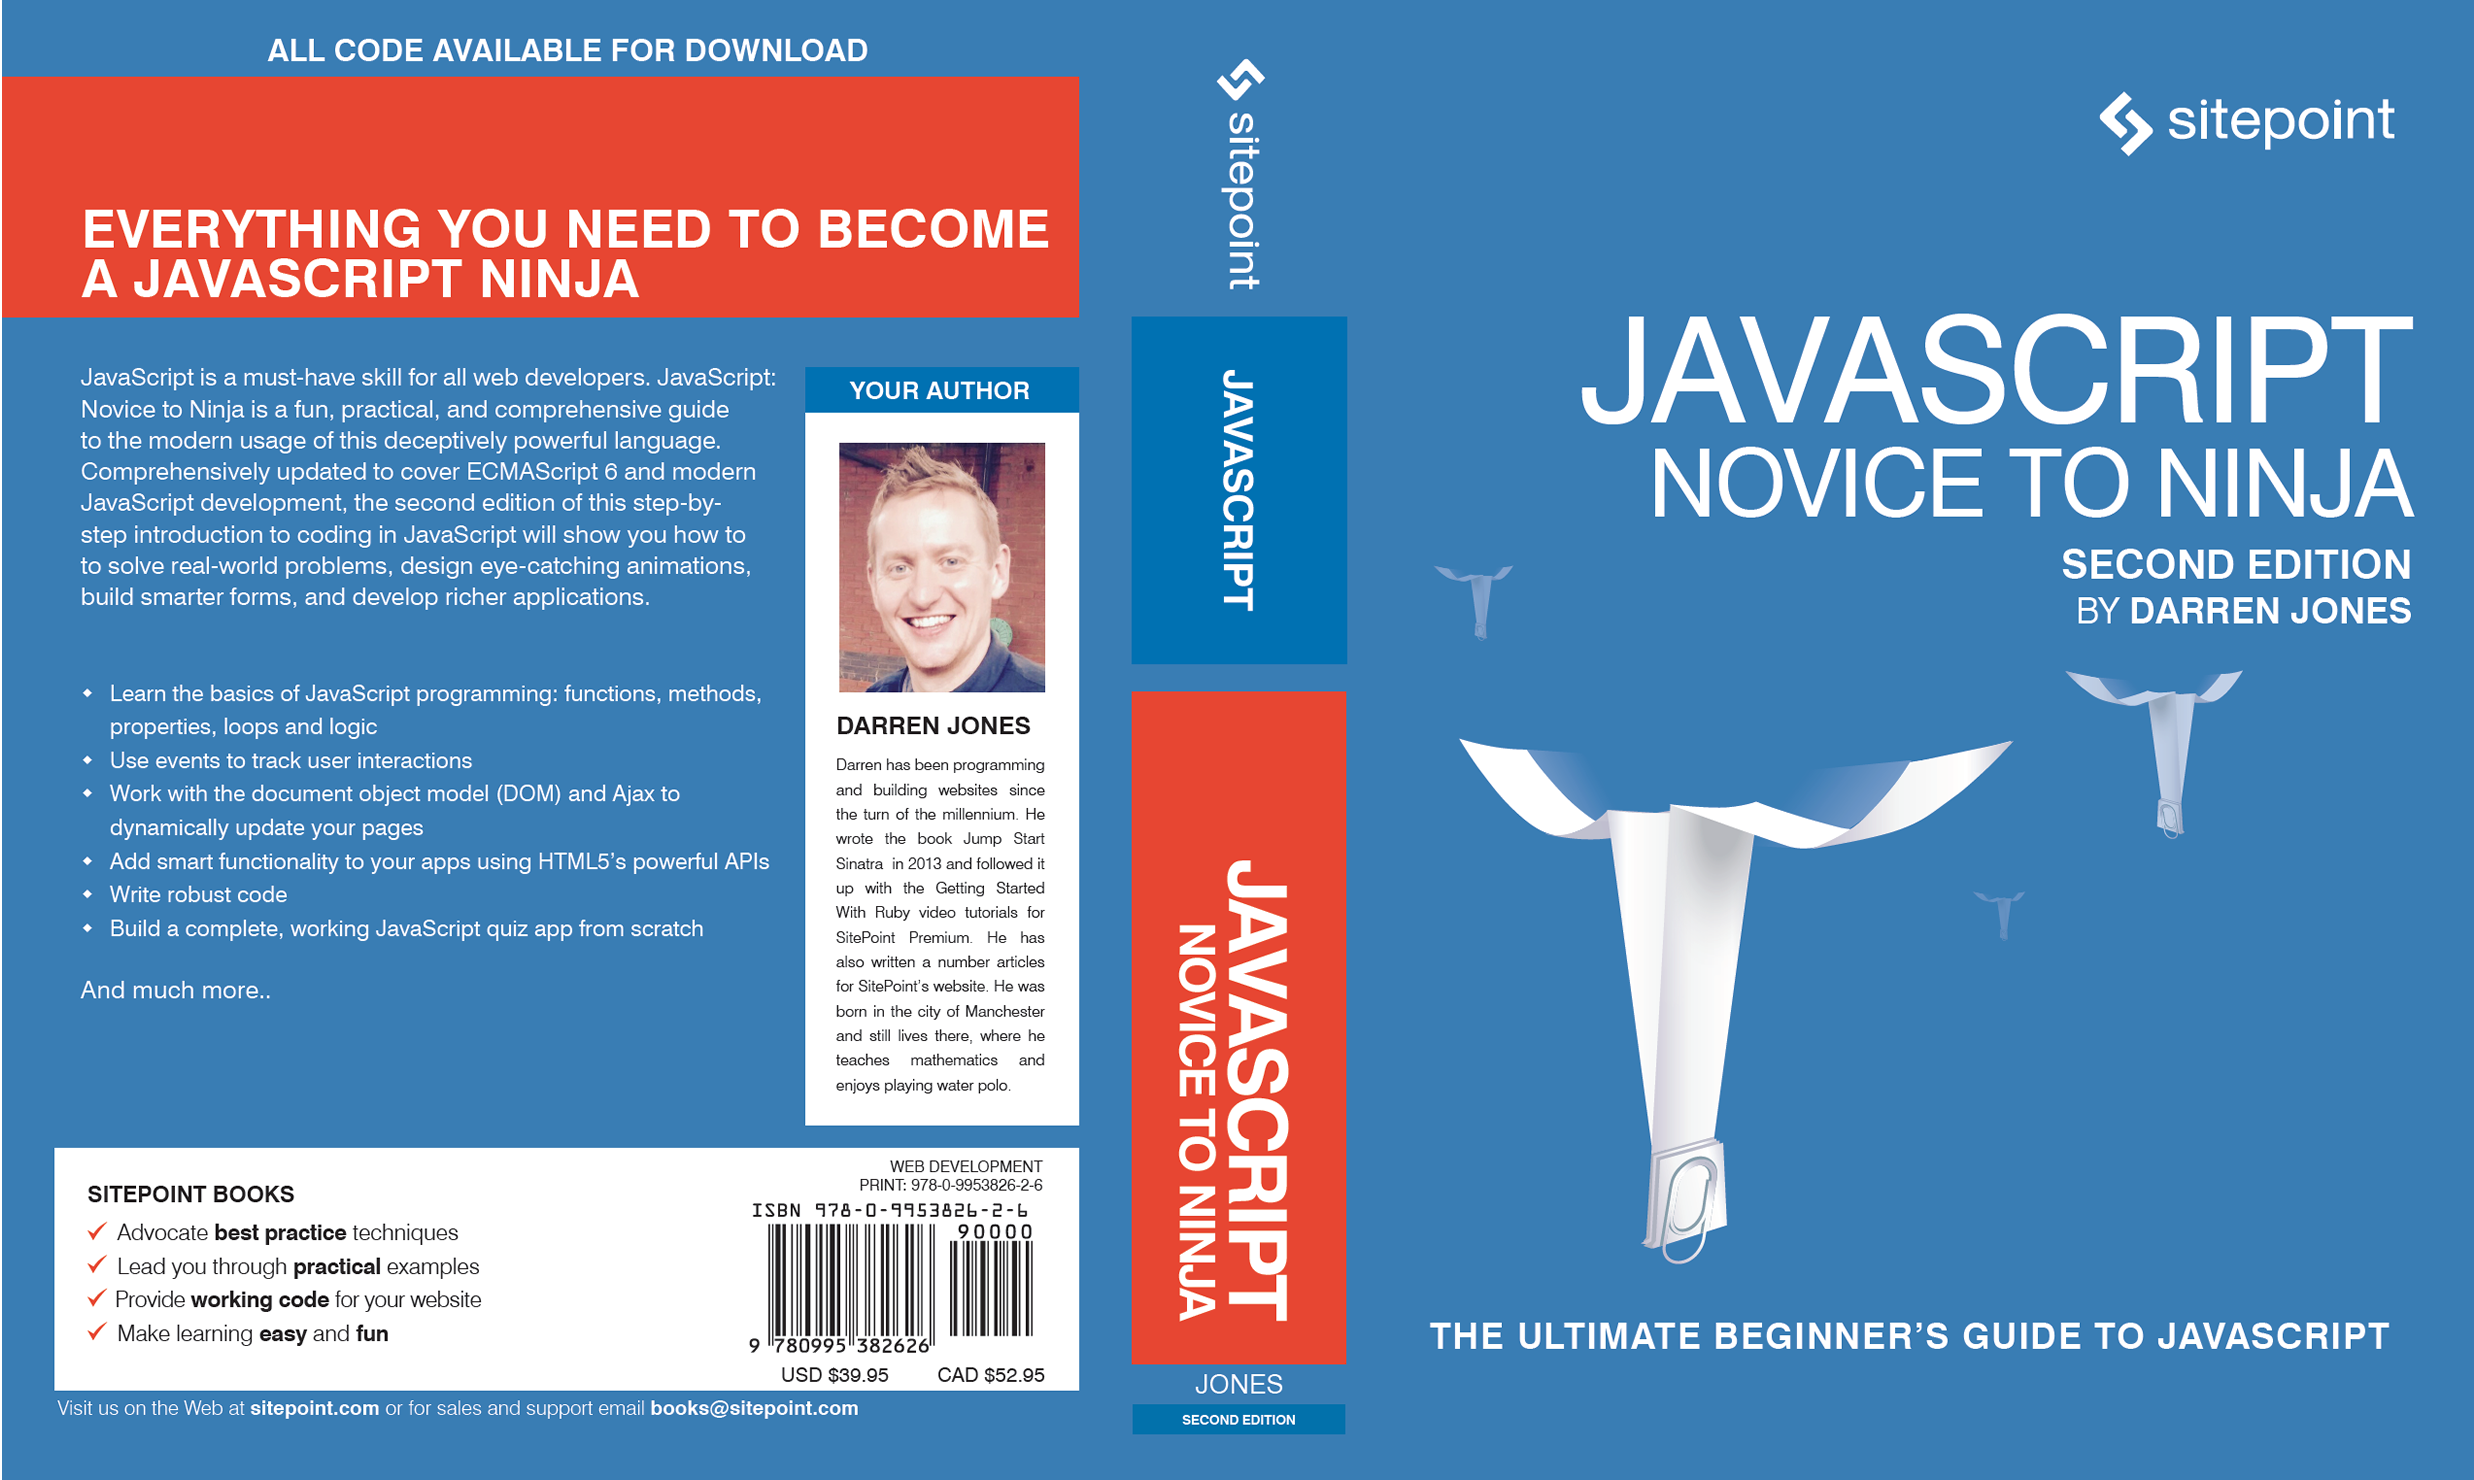 ALL CODE AVAILABLE FOR DOWNLOAD
EVERYTHING YOU NEED TO BECOME
A JAVASCRIPT NINJA
JavaScript is a must-have skill for all web developers. JavaScript:
Novice to Ninja is a fun, practical, and comprehensive guide
to the modern usage of this deceptively powerful language.
Comprehensively updated to cover ECMAScript 6 and modern
JavaScript development, the second edition of this step-by-
step introduction to coding in JavaScript will show you how to
to solve real-world problems, design eye-catching animations,
build smarter forms, and develop richer applications.
Learn the basics of JavaScript programming: functions, methods,
properties, loops and logic
Use events to track user interactions
Work with the document object model (DOM) and Ajax to
dynamically update your pages
Add smart functionality to your apps using HTML5’s powerful APIs
Write robust code
Build a complete, working JavaScript quiz app from scratch
And much more..
YOUR AUTHOR
DARREN JONES
Darren has been programming
and building websites since
the turn of the millennium. He
wrote the book Jump Start
Sinatra in 2013 and followed it
up with the Getting Started
With Ruby video tutorials for
SitePoint Premium. He has
also written a number articles
for SitePoint’s website. He was
born in the city of Manchester
and still lives there, where he
teaches mathematics and
enjoys playing water polo.
SITEPOINT BOOKS
Advocate best practice techniques
Lead you through practical examples
Provide working code for your website
Make learning easy and fun
WEB DEVELOPMENT
PRINT: 978-0-9953826-2-6
ISBN 978-0-9953826-2-6
90000
9 780995 382626
USD $39.95 CAD $52.95
Visit us on the Web at sitepoint.com or for sales and support email books@sitepoint.com
sitepoint
JAVASCRIPT
JAVASCRIPT
NOVICE TO NINJA
JONES
SECOND EDITION
sitepoint
JAVASCRIPT
NOVICE TO NINJA
SECOND EDITION
BY DARREN JONES
THE ULTIMATE BEGINNER’S GUIDE TO JAVASCRIPT